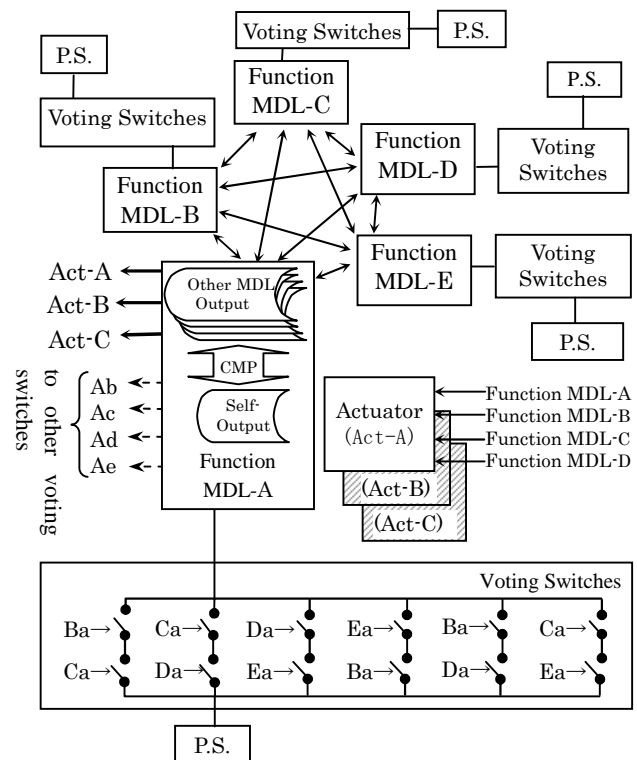 Voting Switches
P.S.
P.S.
Function
MDL-C
P.S.
Voting Switches
Function
MDL-D
Voting
Switches
Function
MDL-B
Function
MDL-E
Voting
Switches
P.S.
Act-A
Act-B
Act-C
Other MDL
Output
CMP
Self-
Output
Function
MDL-A
to other voting
switches
Ab
Ac
Ad
Ae
Actuator
(Act-A)
(Act-B)
(Act-C)
Function MDL-A
Function MDL-B
Function MDL-C
Function MDL-D
Voting Switches
Ba Ca Da Ea Ba Ca
Ca Da Ea Ba Da Ea
P.S.